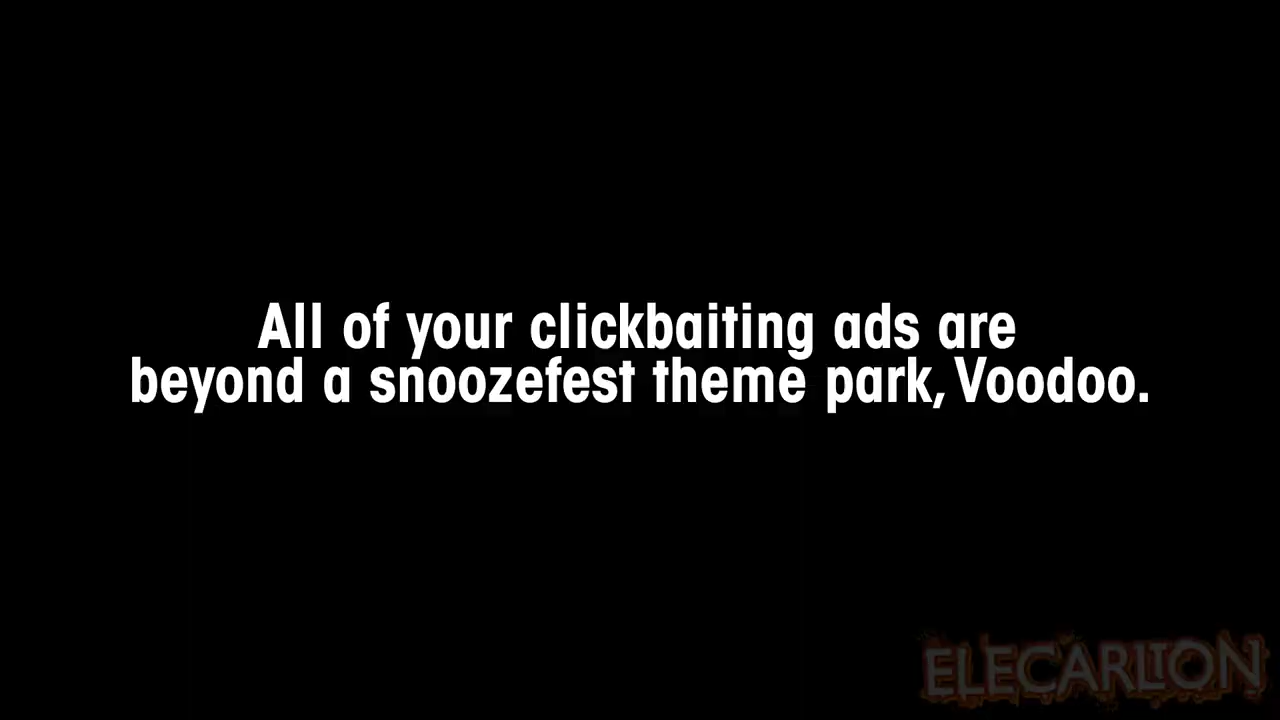 All of your clickbaiting ads are
beyond a snoozefest theme park, Voodoo.
ELECARLION